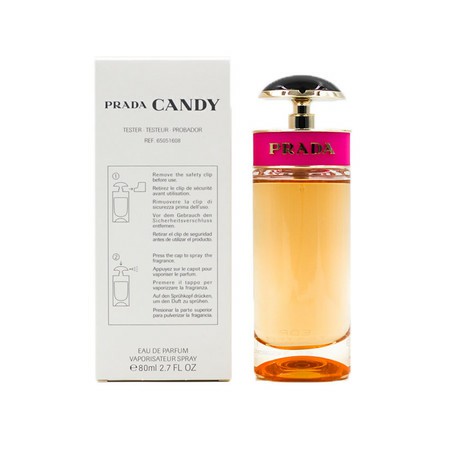 PRADA CANDY
TESTER · TESTEUR · PROBADOR
Remove the safety clip
before use.
Retirez le clip de sécurité
avant utilisation.
Rimuovere la clip di
sicurezza prima dell'uso.
Vor dem Gebrauch den
Sicherheitsverschluss
entfernen.
Retirar el clip de seguridad
antes de utilizar el producto.
Press the cap to spray the
fragrance.
Appuyez sur le capot pour
vaporiser le parfum.
Premere il tappo per
vaporizzare la fragranza.
Auf den Sprühkopf drücken,
um den Duft zu sprühen.
Presionar la parte superior
para pulverizar la fragancia.
EAU DE PARFUM
VAPORISATEUR SPRAY
℮80ml 2.7 FL OZ
PRADA